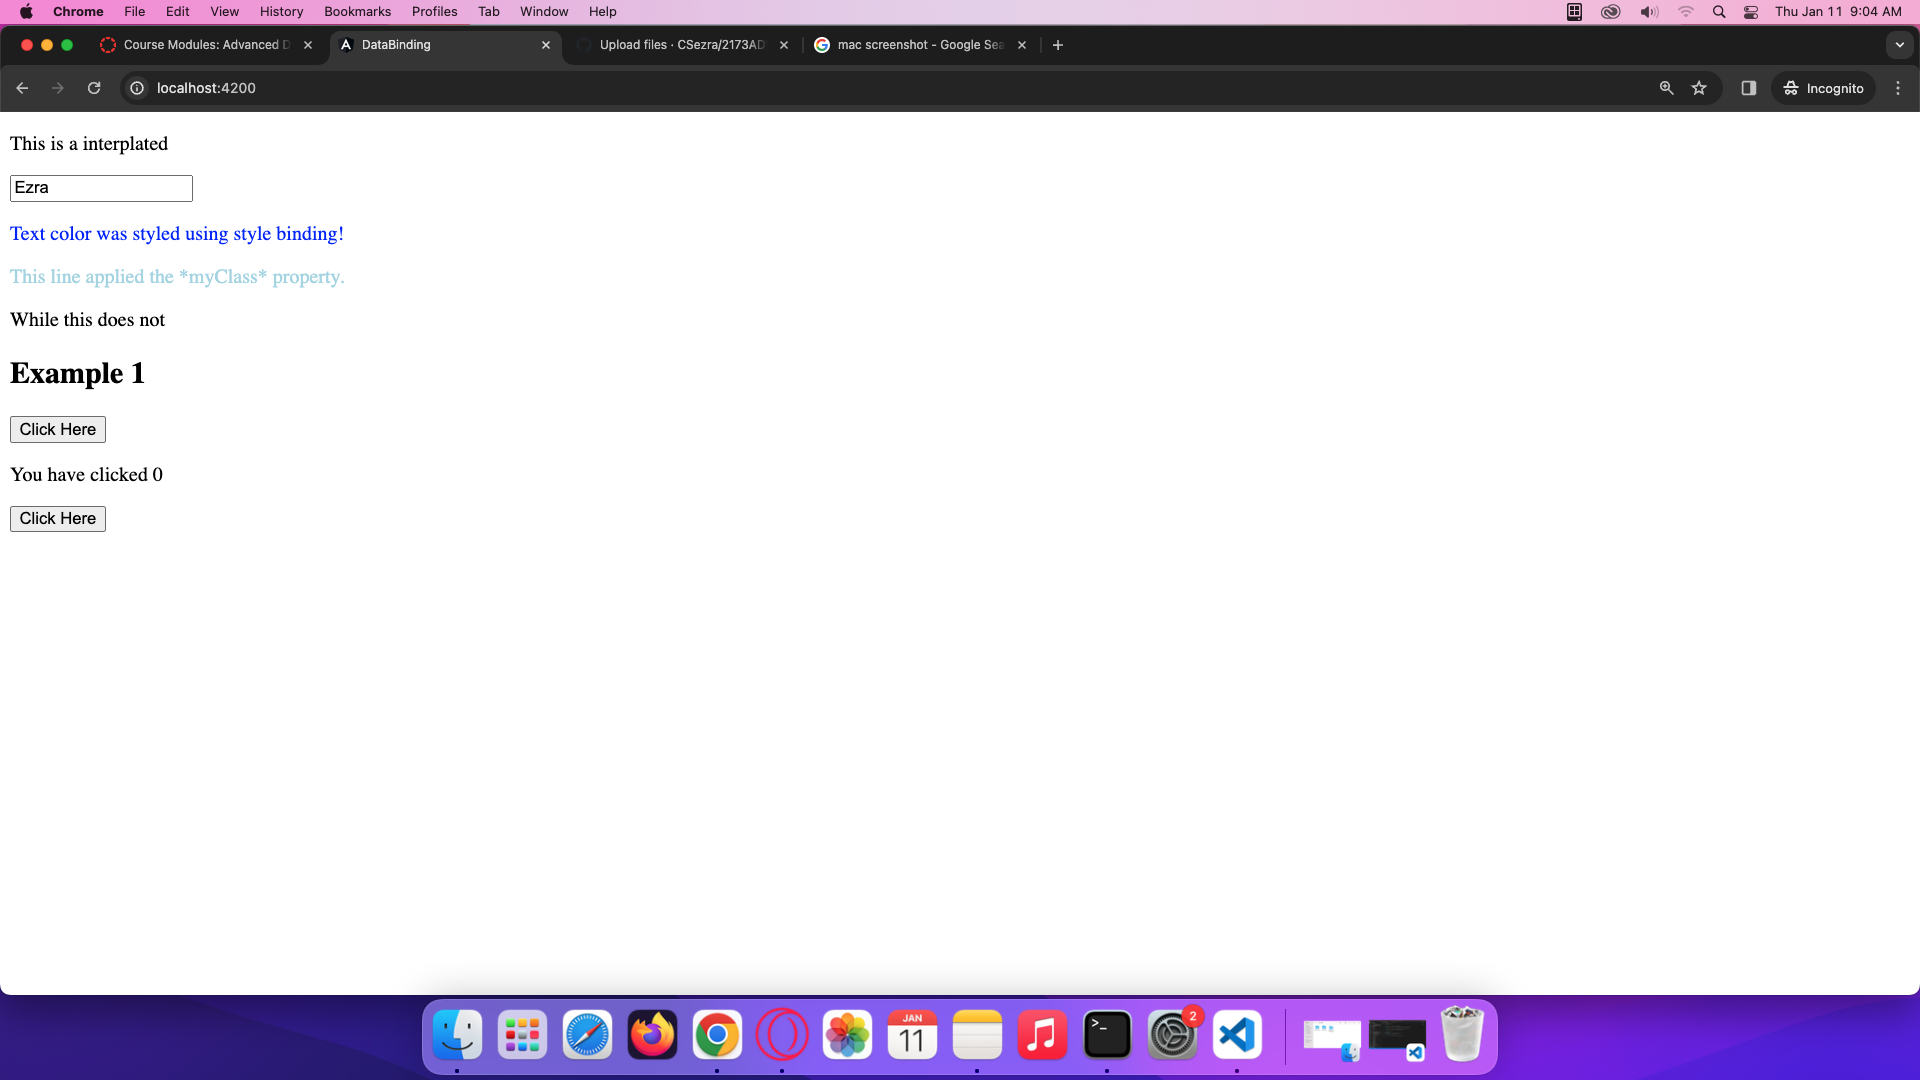 Chrome File Edit View History Bookmarks Profiles Tab Window Help Thu Jan 11 9:04 AM
Course Modules: Advanced D DataBinding Upload files · CSezra/2173AD mac screenshot - Google Sea
localhost:4200 Incognito
This is a interplated
Ezra
Text color was styled using style binding!
This line applied the *myClass* property.
While this does not
Example 1
Click Here
You have clicked 0
Click Here
JAN
11
>_
2